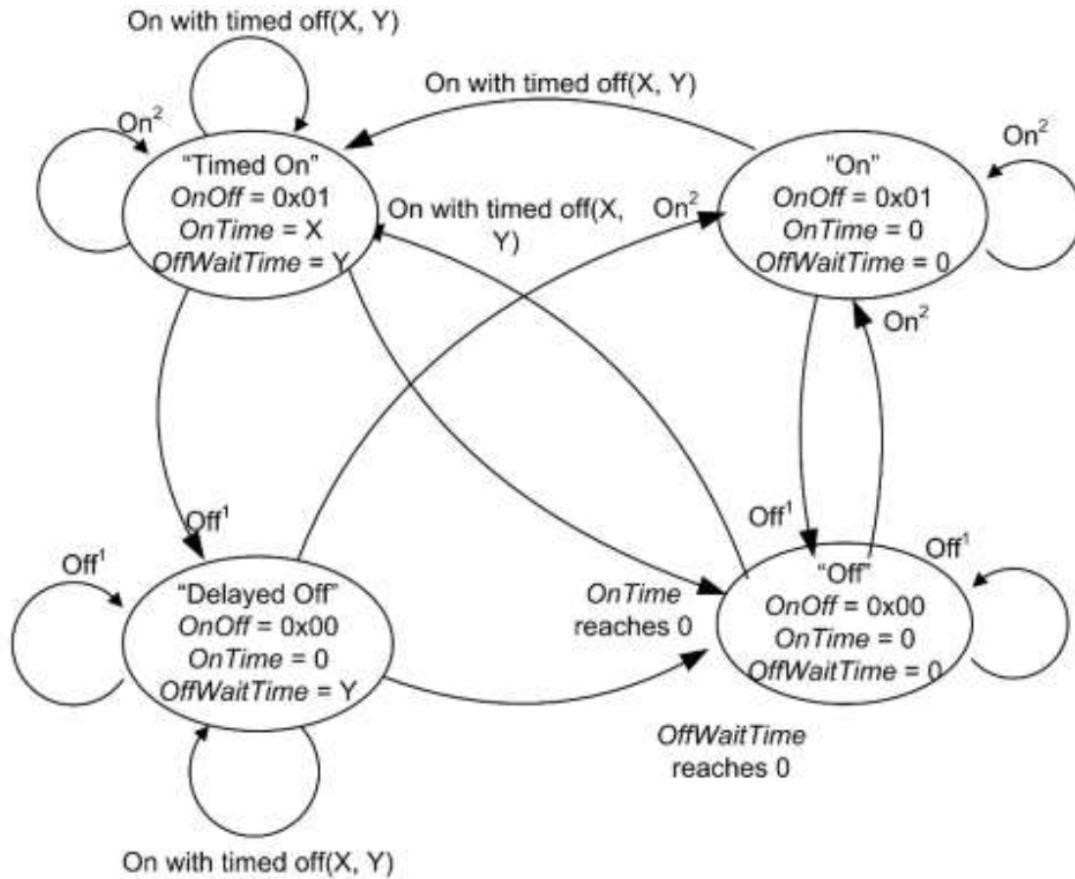 On with timed off(X, Y)
On with timed off(X, Y)
On²
On²
"Timed On"
OnOff = 0x01
OnTime = X
OffWaitTime = Y
On with timed off(X,
Y)
On²
"On"
OnOff = 0x01
OnTime = 0
OffWaitTime = 0
On²
Off¹
Off¹
Off¹
Off¹
"Delayed Off"
OnOff = 0x00
OnTime = 0
OffWaitTime = Y
OnTime
reaches 0
"Off"
OnOff = 0x00
OnTime = 0
OffWaitTime = 0
OffWaitTime
reaches 0
On with timed off(X, Y)